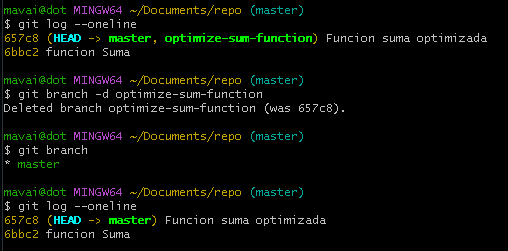 mavai@dot MINGW64 ~/Documents/repo (master)
$ git log --oneline
657c8 (HEAD -> master, optimize-sum-function) Funcion suma optimizada
6bbc2 funcion Suma
mavai@dot MINGW64 ~/Documents/repo (master)
$ git branch -d optimize-sum-function
Deleted branch optimize-sum-function (was 657c8).
mavai@dot MINGW64 ~/Documents/repo (master)
$ git branch
* master
mavai@dot MINGW64 ~/Documents/repo (master)
$ git log --oneline
657c8 (HEAD -> master) Funcion suma optimizada
6bbc2 funcion Suma